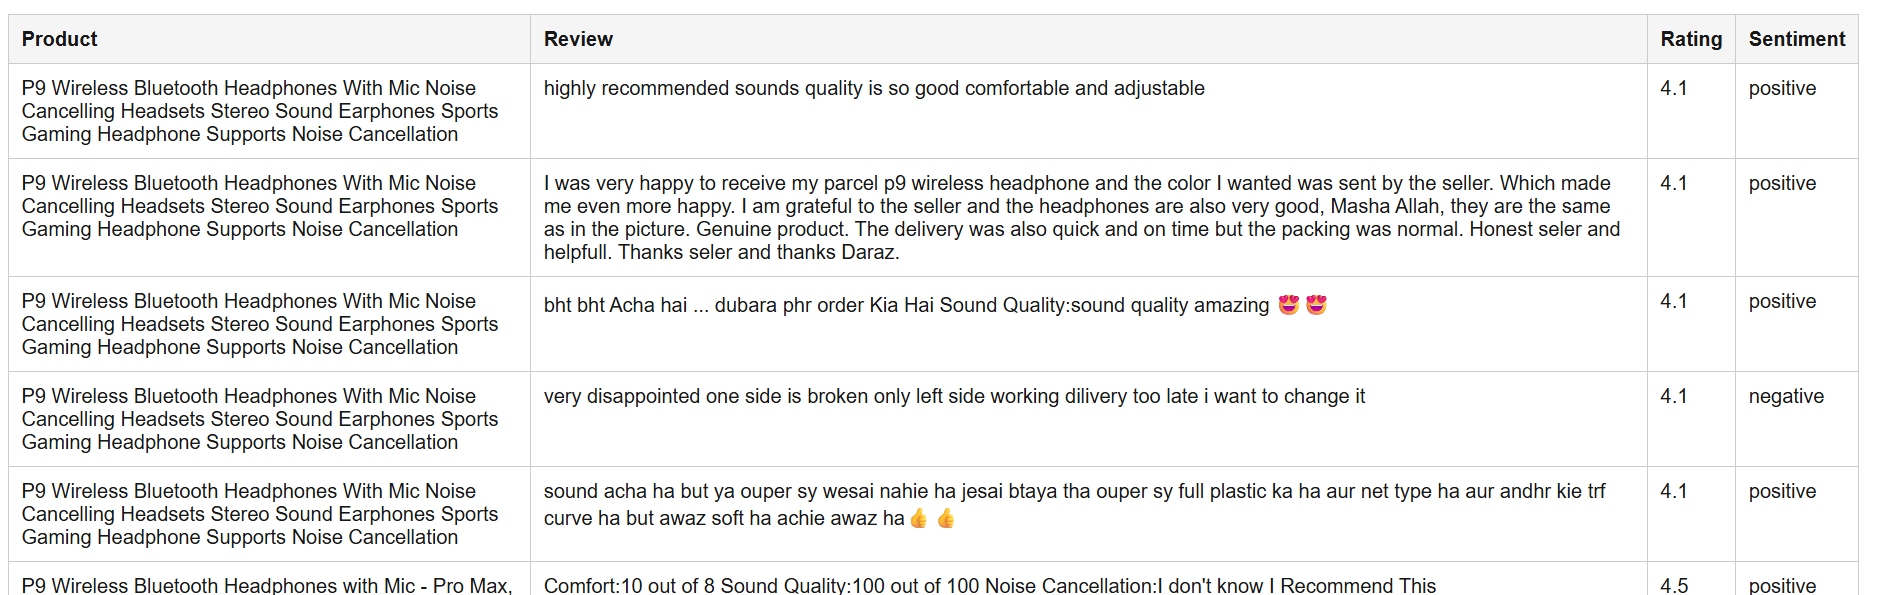 Product Review Rating Sentiment
P9 Wireless Bluetooth Headphones With Mic Noise
Cancelling Headsets Stereo Sound Earphones Sports
Gaming Headphone Supports Noise Cancellation
highly recommended sounds quality is so good comfortable and adjustable
4.1
positive
P9 Wireless Bluetooth Headphones With Mic Noise
Cancelling Headsets Stereo Sound Earphones Sports
Gaming Headphone Supports Noise Cancellation
I was very happy to receive my parcel p9 wireless headphone and the color I wanted was sent by the seller. Which made
me even more happy. I am grateful to the seller and the headphones are also very good, Masha Allah, they are the same
as in the picture. Genuine product. The delivery was also quick and on time but the packing was normal. Honest seler and
helpfull. Thanks seler and thanks Daraz.
4.1
positive
P9 Wireless Bluetooth Headphones With Mic Noise
Cancelling Headsets Stereo Sound Earphones Sports
Gaming Headphone Supports Noise Cancellation
bht bht Acha hai ... dubara phr order Kia Hai Sound Quality:sound quality amazing 😍 😍
4.1
positive
P9 Wireless Bluetooth Headphones With Mic Noise
Cancelling Headsets Stereo Sound Earphones Sports
Gaming Headphone Supports Noise Cancellation
very disappointed one side is broken only left side working dilivery too late i want to change it
4.1
negative
P9 Wireless Bluetooth Headphones With Mic Noise
Cancelling Headsets Stereo Sound Earphones Sports
Gaming Headphone Supports Noise Cancellation
sound acha ha but ya ouper sy wesai nahie ha jesai btaya tha ouper sy full plastic ka ha aur net type ha aur andhr kie trf
curve ha but awaz soft ha achie awaz ha👍 👍
4.1
positive
P9 Wireless Bluetooth Headphones with Mic - Pro Max,
Comfort:10 out of 8 Sound Quality:100 out of 100 Noise Cancellation:I don't know I Recommend This
4.5
positive